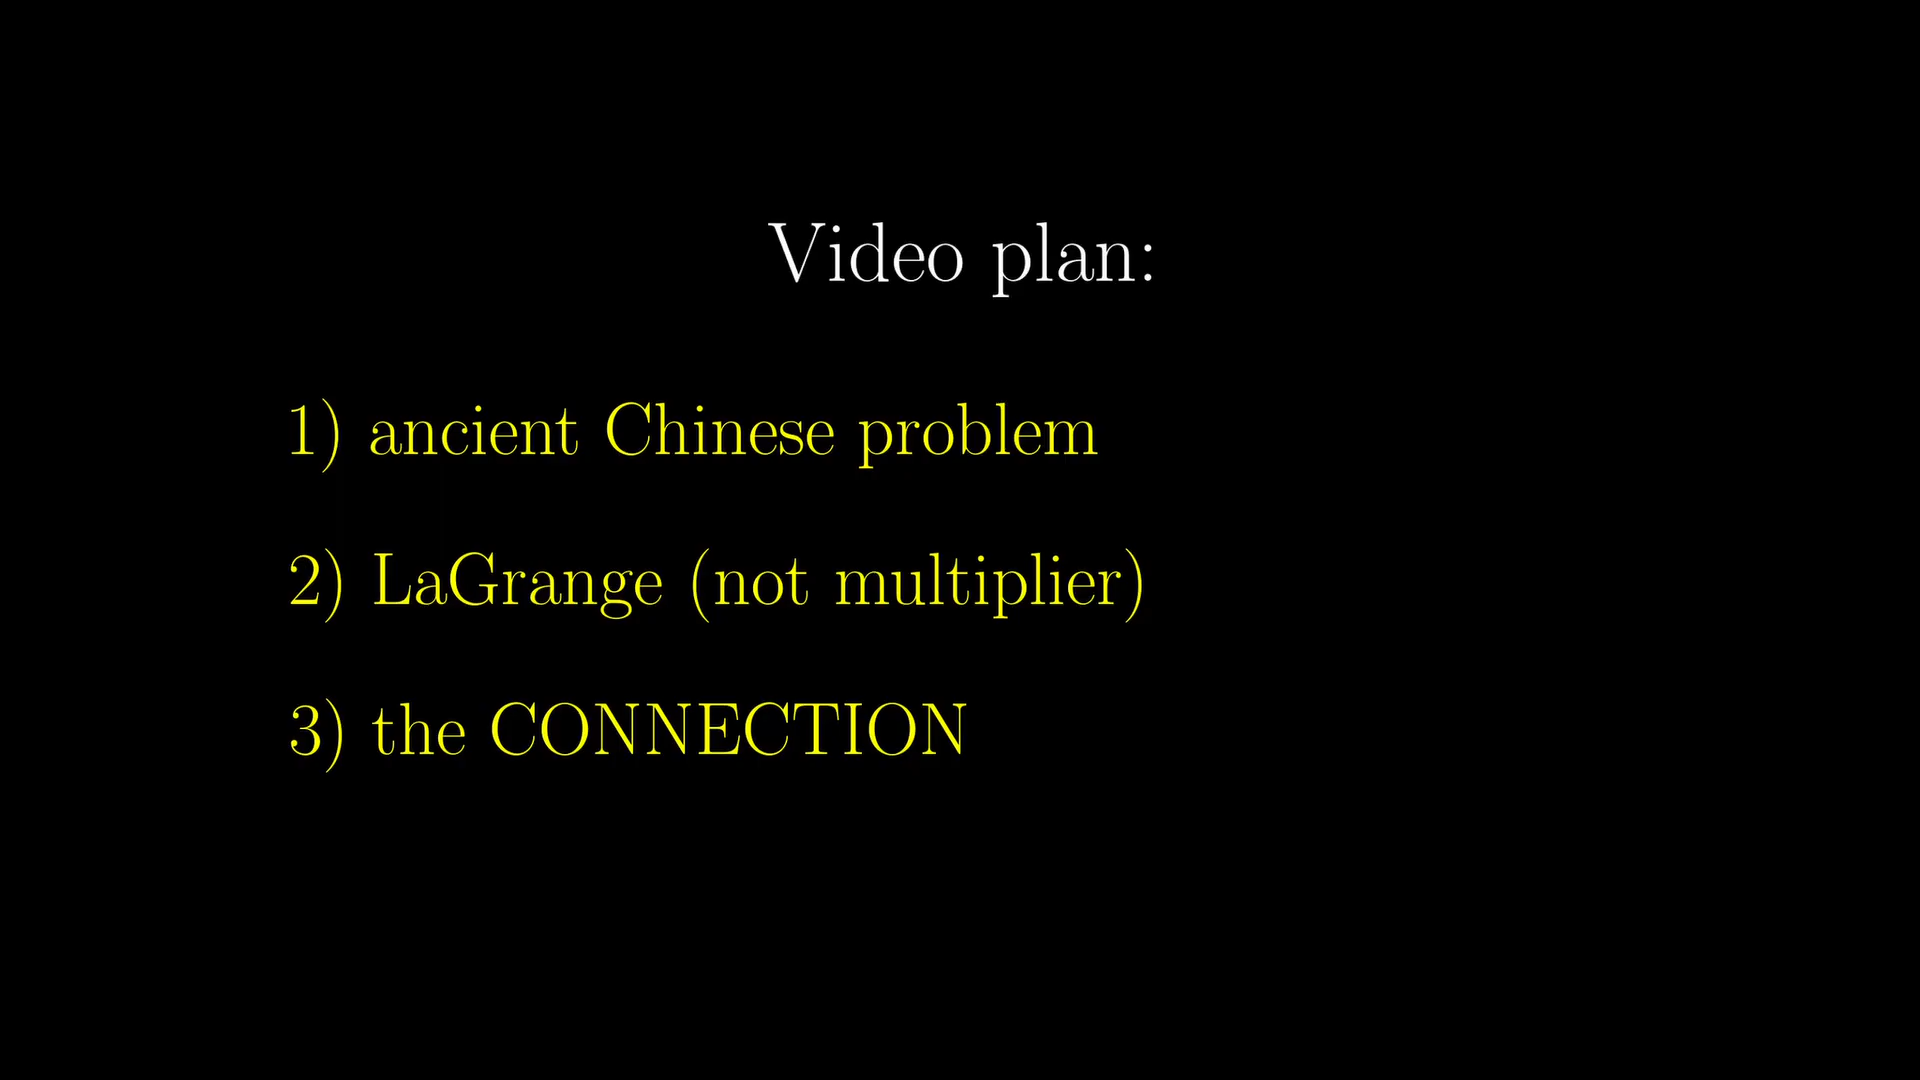 Video plan:
1) ancient Chinese problem
2) LaGrange (not multiplier)
3) the CONNECTION